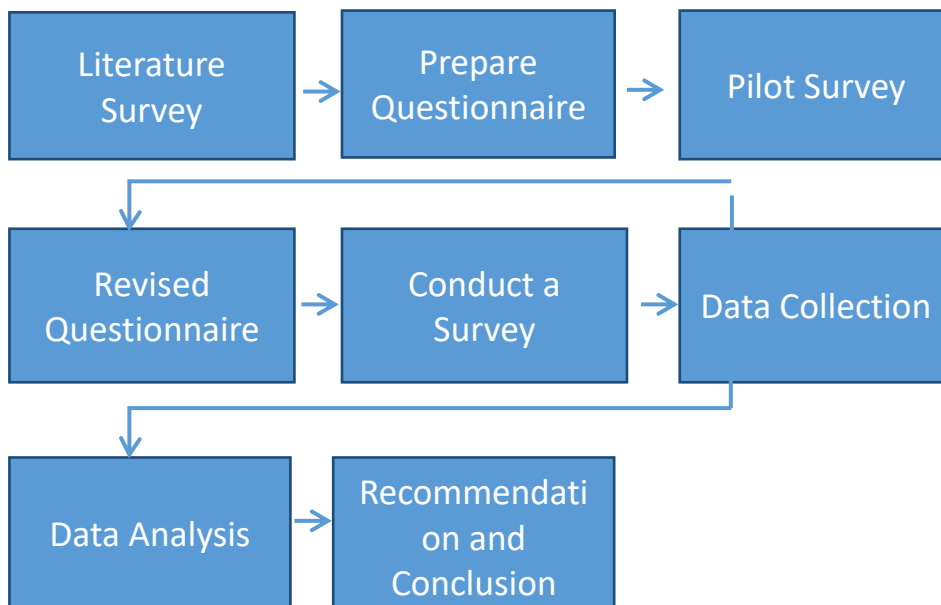 Literature
Survey
Prepare
Questionnaire
Pilot Survey
Revised
Questionnaire
Conduct a
Survey
Data Collection
Data Analysis
Recommendati
on and
Conclusion